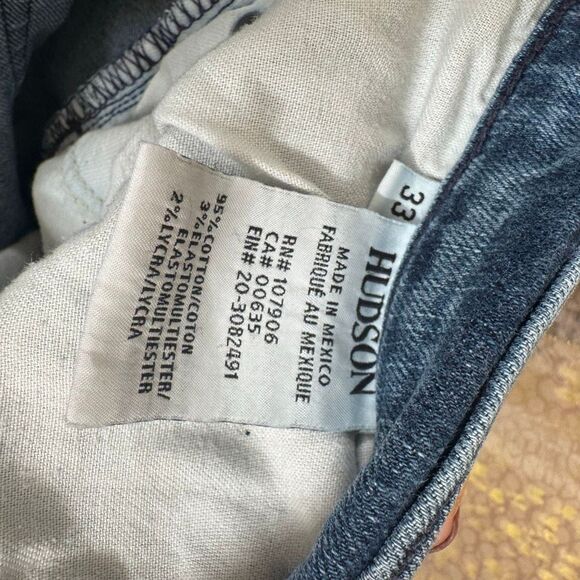 33
HUDSON
MADE IN MEXICO
FABRIQUÉ AU MEXIQUE
RN# 107906
CA# 00635
EIN# 20-3082491
95% COTTON/COTON
3% ELASTOMULTIESTER/
ELASTOMULTIESTER
2% LYCRA/LYCRA